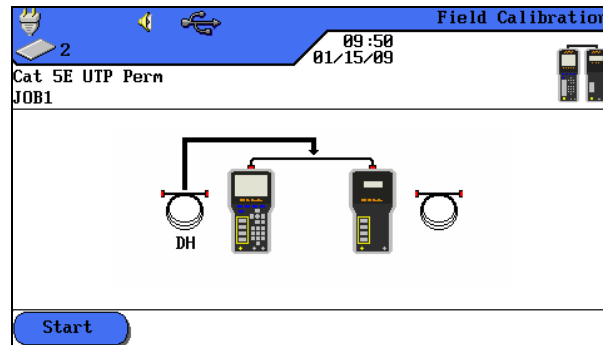 Field Calibration
2
09:50
01/15/09
Cat 5E UTP Perm
JOB1
DH
Start